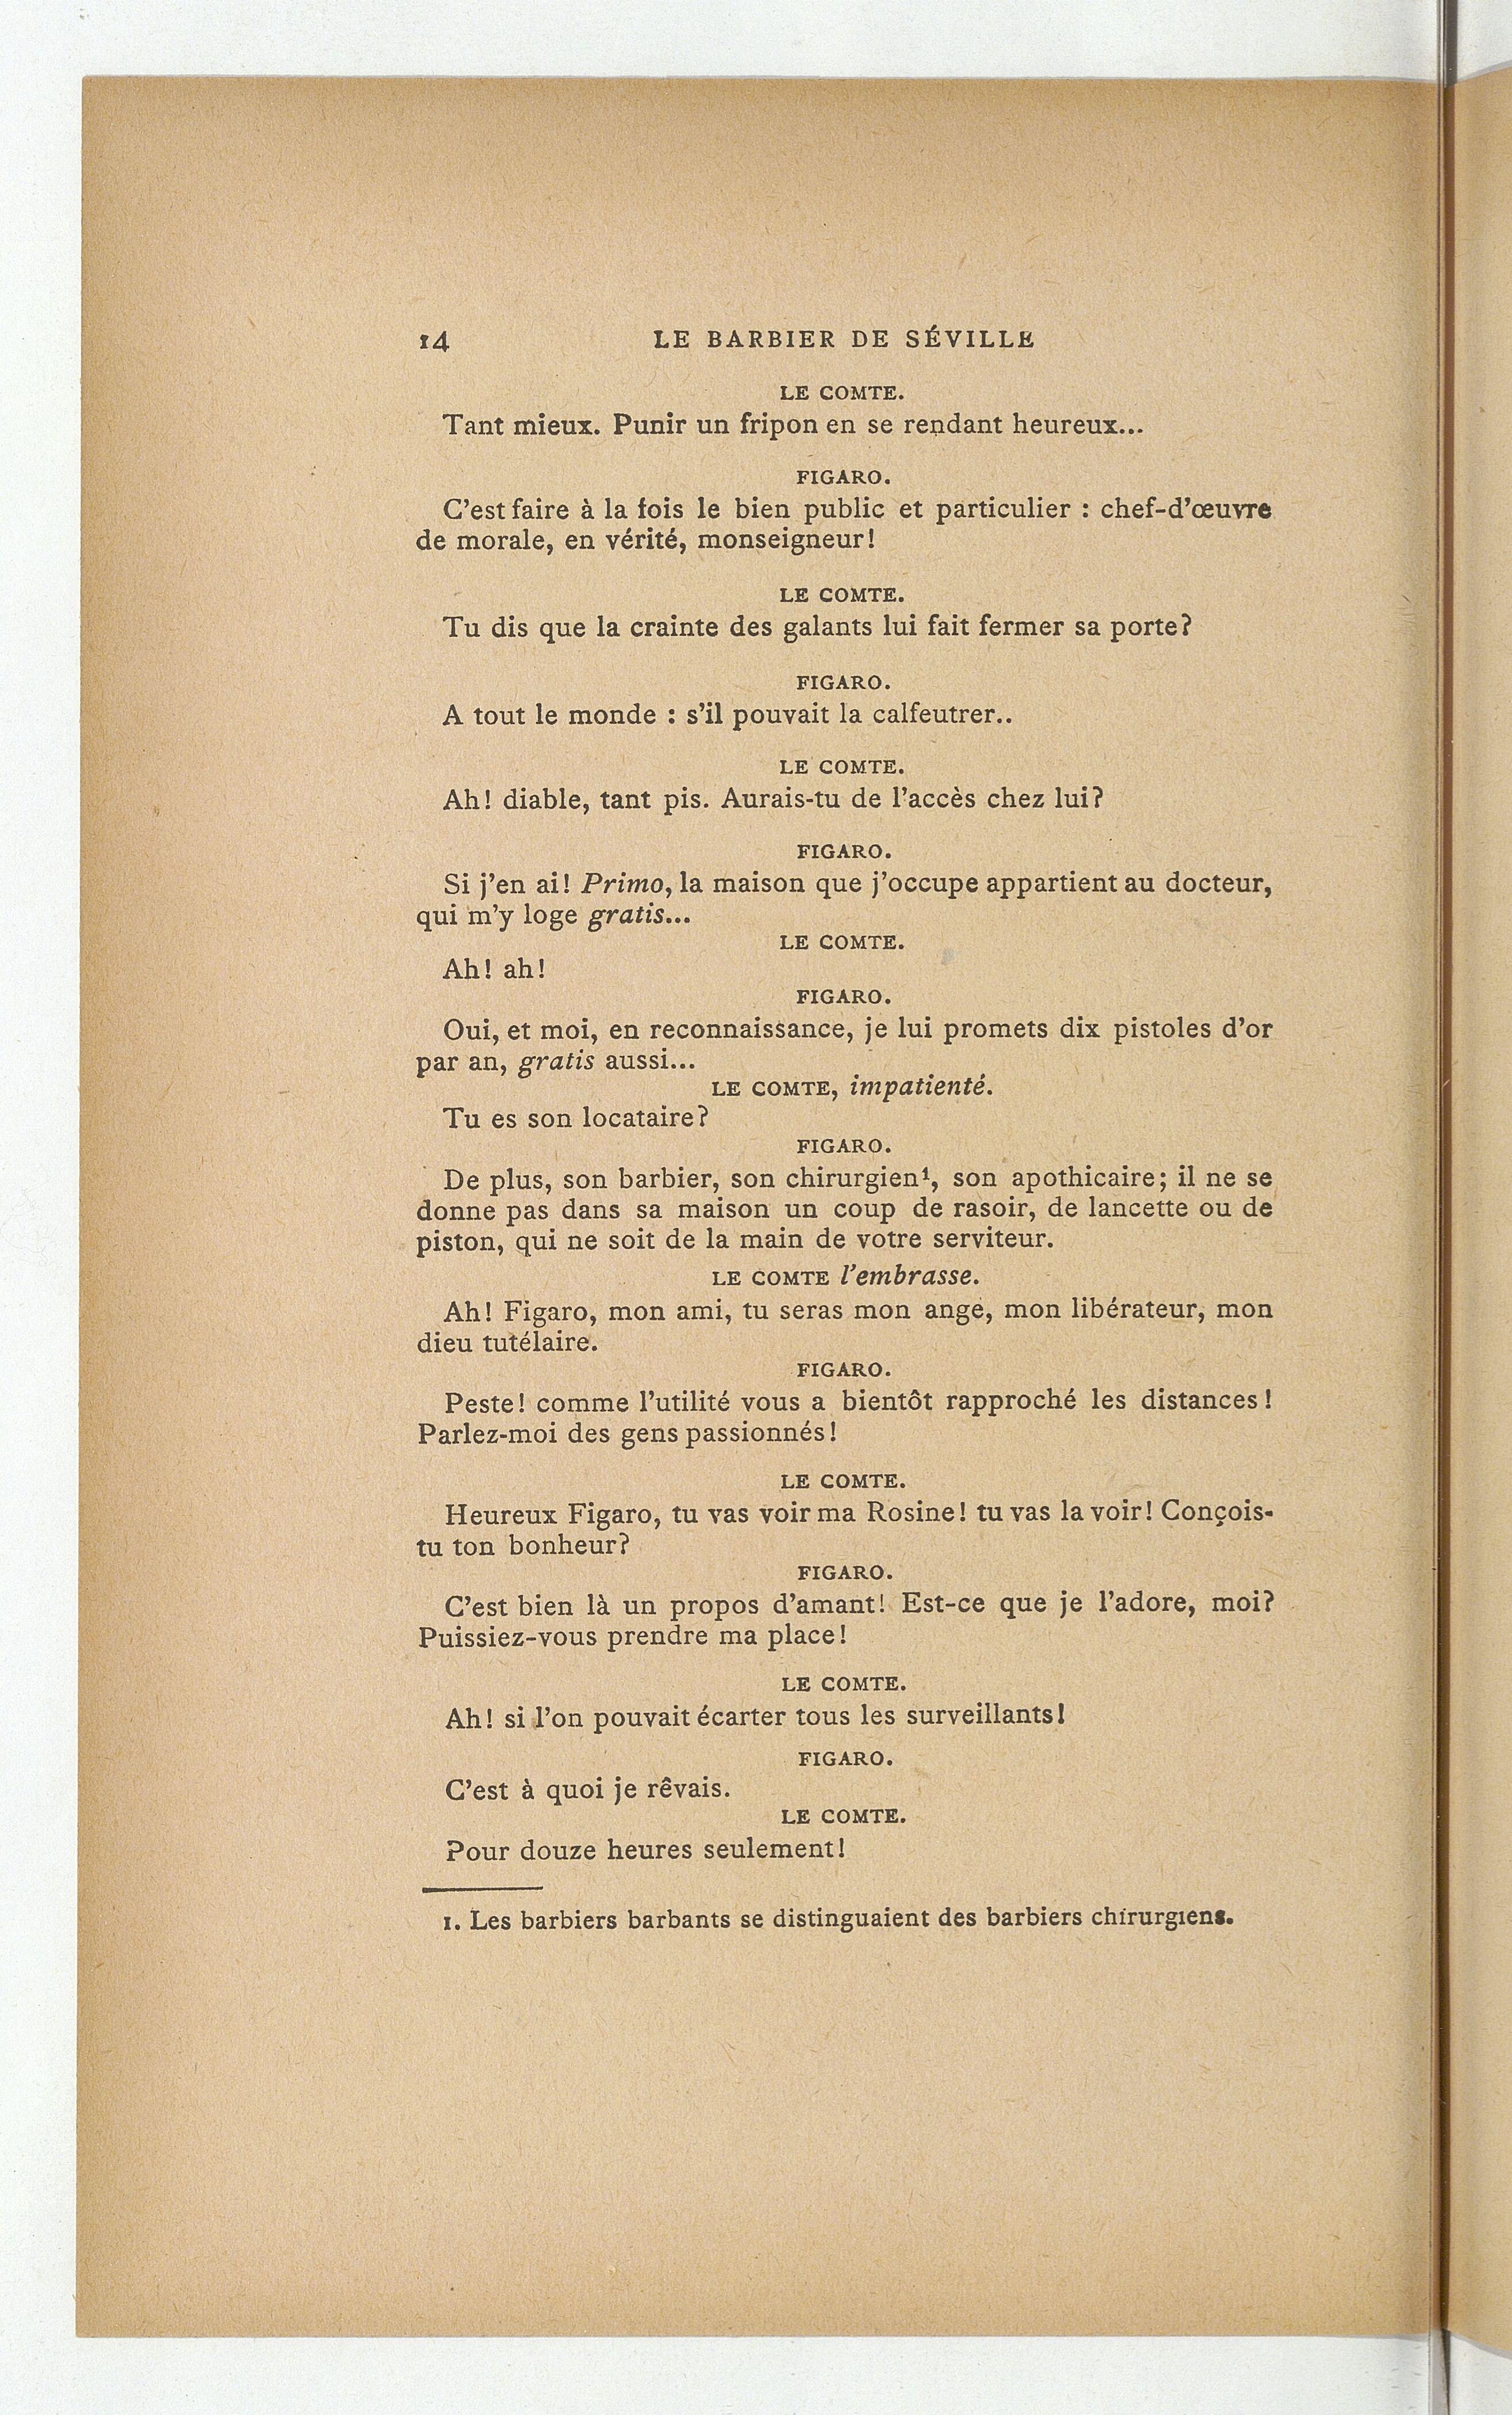 14 LE BARBIER DE SÉVILLE
LE COMTE.
Tant mieux. Punir un fripon en se rendant heureux...
FIGARO.
C'est faire à la fois le bien public et particulier : chef-d'œuvre
de morale, en vérité, monseigneur!
LE COMTE.
Tu dis que la crainte des galants lui fait fermer sa porte?
FIGARO.
A tout le monde : s'il pouvait la calfeutrer..
LE COMTE.
Ah! diable, tant pis. Aurais-tu de l'accès chez lui?
FIGARO.
Si j'en ai! Primo, la maison que j'occupe appartient au docteur,
qui m'y loge gratis...
LE COMTE.
Ah! ah!
FIGARO.
Oui, et moi, en reconnaissance, je lui promets dix pistoles d'or
par an, gratis aussi...
LE COMTE, impatienté.
Tu es son locataire?
FIGARO.
De plus, son barbier, son chirurgien¹, son apothicaire; il ne se
donne pas dans sa maison un coup de rasoir, de lancette ou de
piston, qui ne soit de la main de votre serviteur.
LE COMTE l'embrasse.
Ah! Figaro, mon ami, tu seras mon ange, mon libérateur, mon
dieu tutélaire.
FIGARO.
Peste! comme l'utilité vous a bientôt rapproché les distances!
Parlez-moi des gens passionnés!
LE COMTE.
Heureux Figaro, tu vas voir ma Rosine! tu vas la voir! Conçois-
tu ton bonheur?
FIGARO.
C'est bien là un propos d'amant! Est-ce que je l'adore, moi?
Puissiez-vous prendre ma place!
LE COMTE.
Ah! si l'on pouvait écarter tous les surveillants!
FIGARO.
C'est à quoi je rêvais.
LE COMTE.
Pour douze heures seulement!
1. Les barbiers barbants se distinguaient des barbiers chirurgiens.